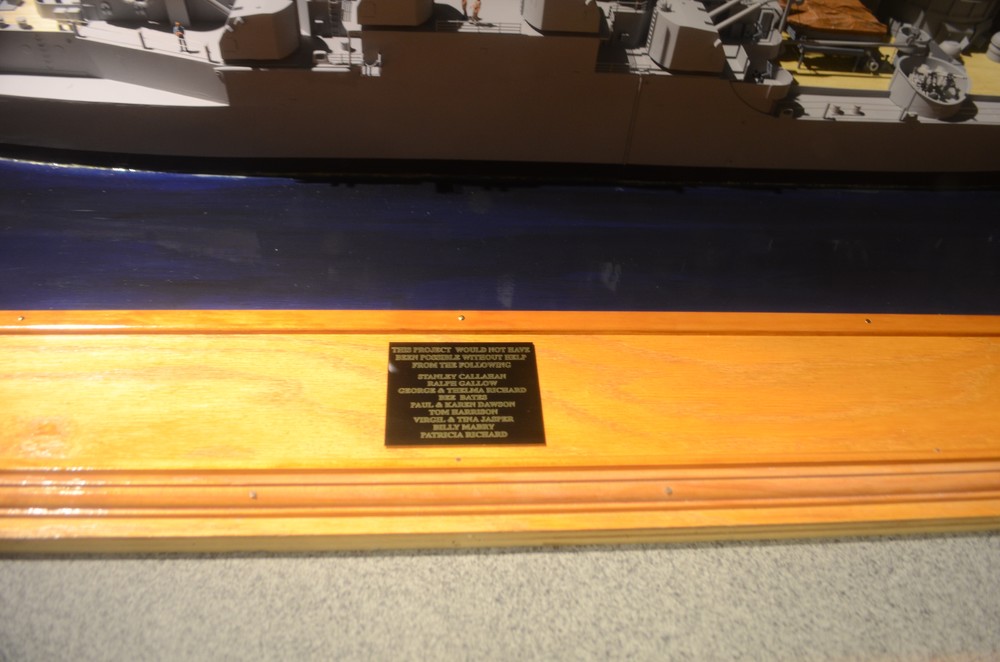 THIS PROJECT WOULD NOT HAVE
BEEN POSSIBLE WITHOUT HELP
FROM THE FOLLOWING
STANLEY CALLAHAN
RALPH GALLOW
GEORGE & THELMA RICHARD
BEE BATES
PAUL & KAREN DAWSON
TOM HARRISON
VIRGIL & TINA JASPER
BILLY MABRY
PATRICIA RICHARD